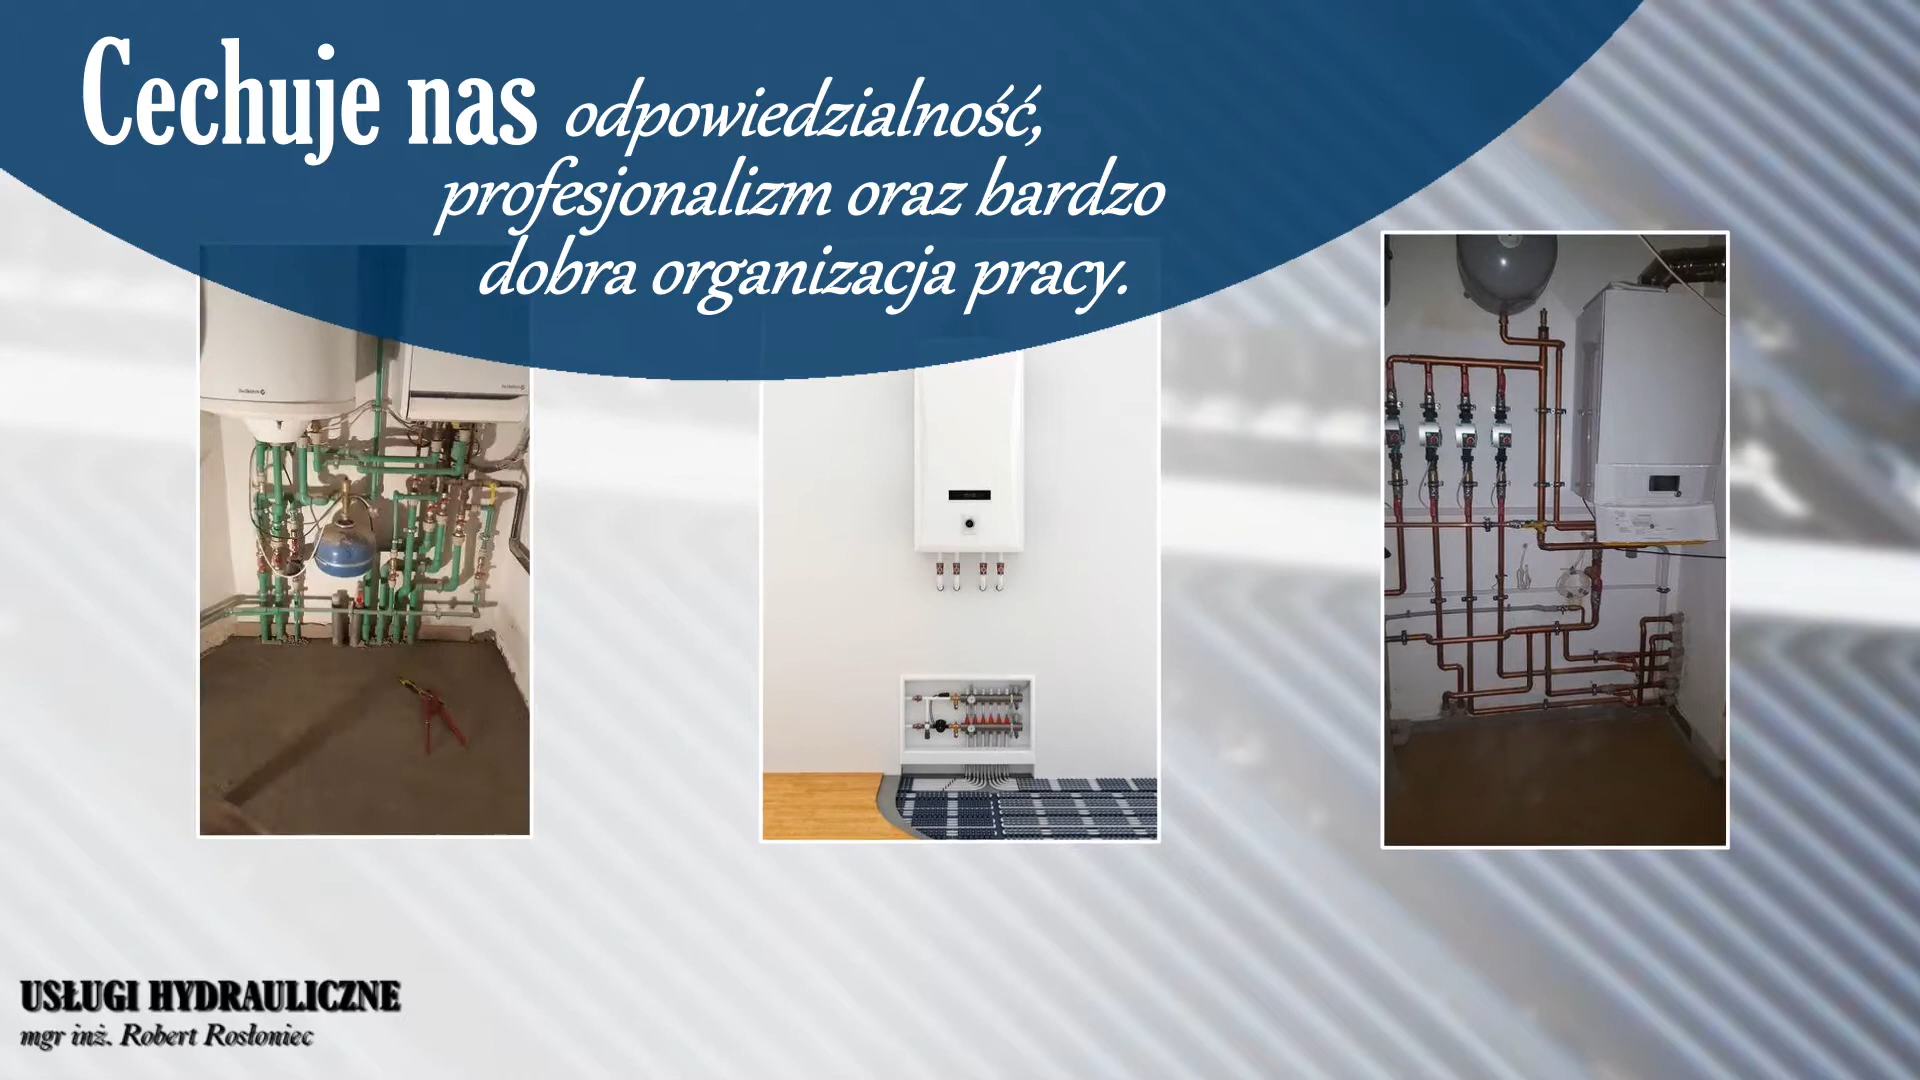 Cechuje nas odpowiedzialność,
profesjonalizm oraz bardzo
dobra organizacja pracy.
USŁUGI HYDRAULICZNE
mgr inż. Robert Rosłoniec